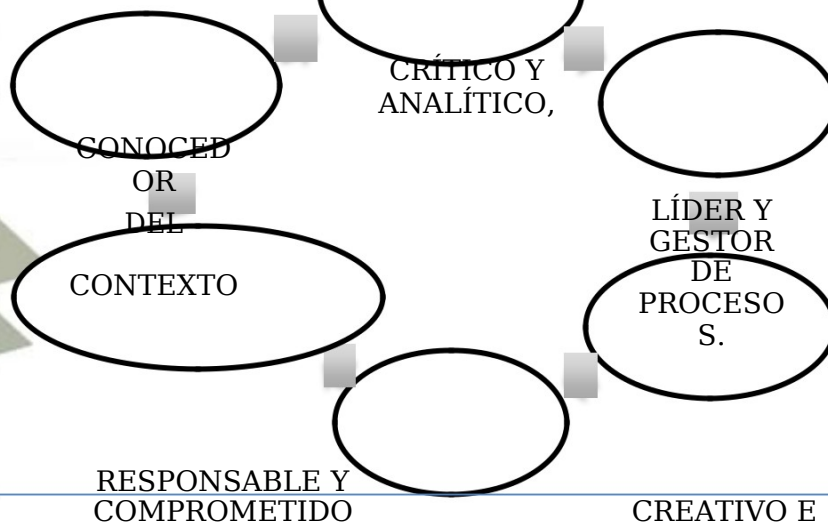 CRÍTICO Y
ANALÍTICO,
CONOCED
OR
DEL
CONTEXTO
LÍDER Y
GESTOR
DE
PROCESO
S.
RESPONSABLE Y
COMPROMETIDO
CREATIVO E